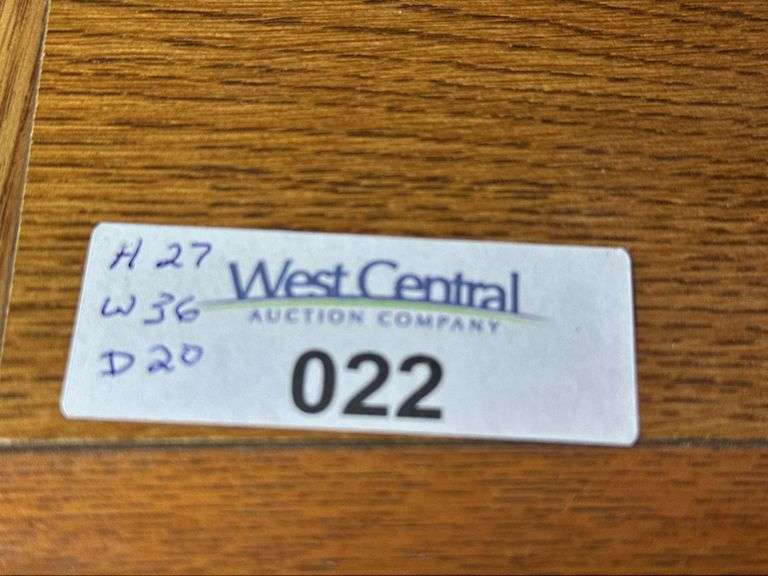 H 27
W 36
D 20
West Central
AUCTION COMPANY
022